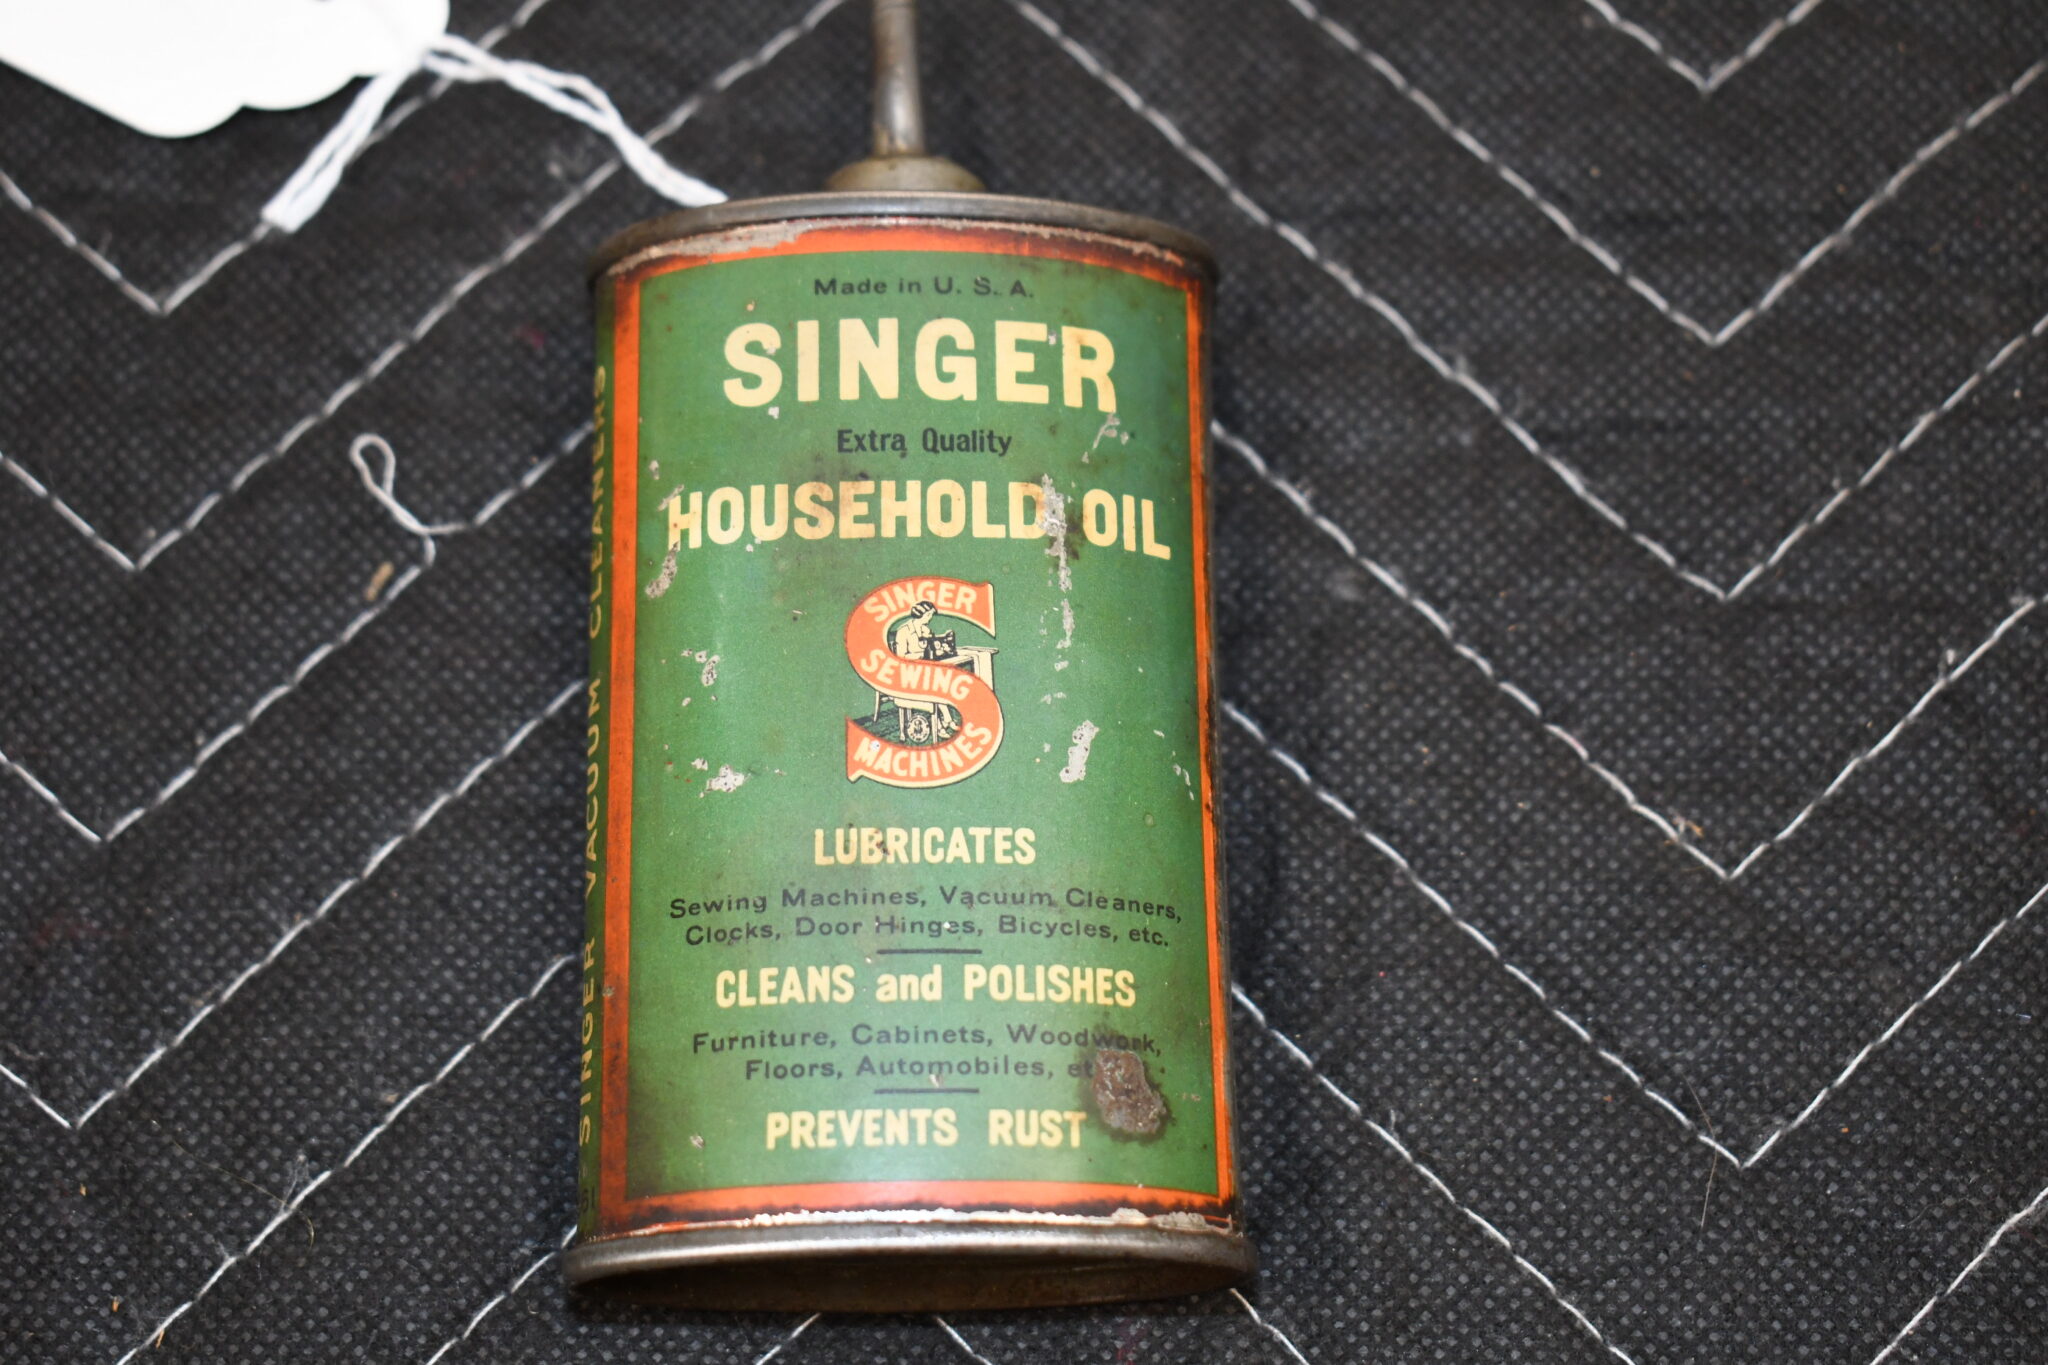 Made in U. S. A.
SINGER
Extra Quality
HOUSEHOLD OIL
SINGER
SEWING
MACHINES
LUBRICATES
Sewing Machines, Vacuum Cleaners,
Clocks, Door Hinges, Bicycles, etc.
CLEANS and POLISHES
Furniture, Cabinets, Woodwork,
Floors, Automobiles,
PREVENTS RUST
SINGER VACUUM CLEANERS